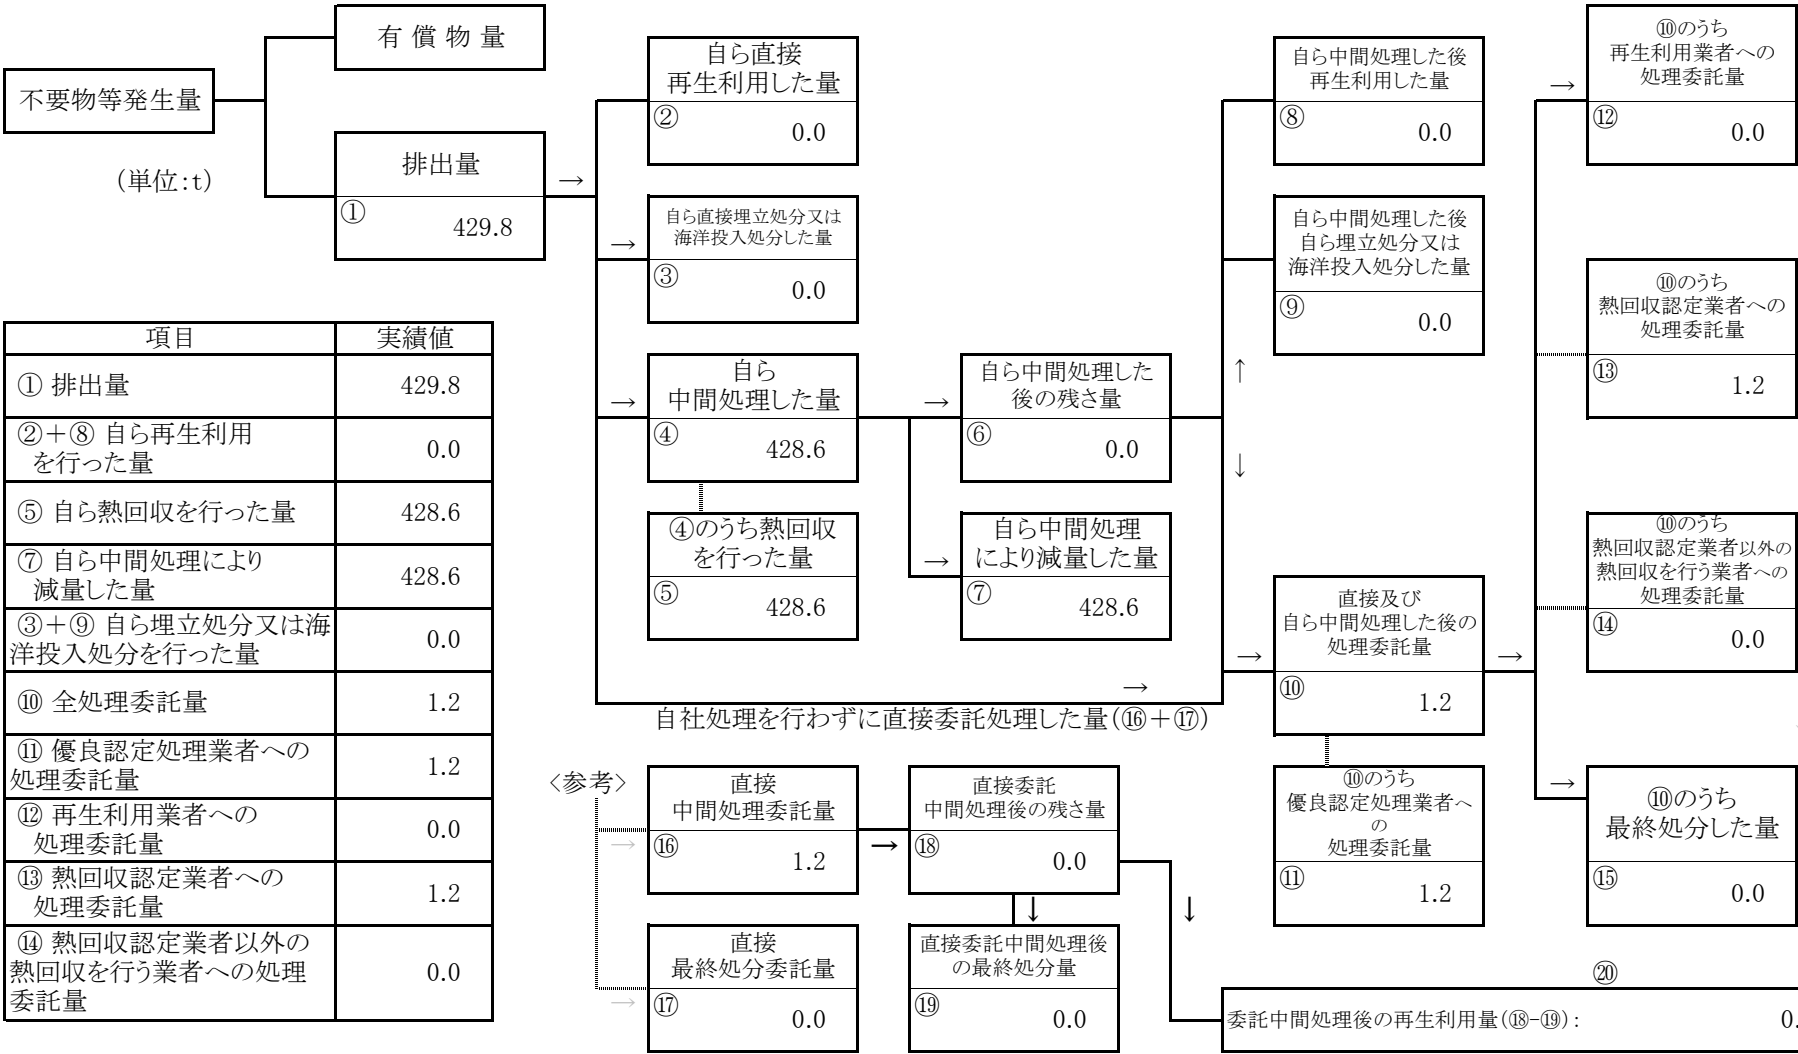 有 償 物 量
不要物等発生量
(単位:t)
排出量
①
429.8
→
自ら直接
再生利用した量
②
0.0
→
自ら直接埋立処分又は
海洋投入処分した量
③
0.0
→
自ら
中間処理した量
④
428.6
④のうち熱回収
を行った量
⑤
428.6
→
自ら中間処理した
後の残さ量
⑥
0.0
→
自ら中間処理
により減量した量
⑦
428.6
自ら中間処理した後
再生利用した量
⑧
0.0
自ら中間処理した後
自ら埋立処分又は
海洋投入処分した量
⑨
0.0
↑
↓
→
自社処理を行わずに直接委託処理した量(⑯+⑰)
→
直接及び
自ら中間処理した後の
処理委託量
⑩
1.2
→
⑩のうち
優良認定処理業者へ
の
処理委託量
⑪
1.2
→
⑩のうち
再生利用業者への
処理委託量
⑫
0.0
⑩のうち
熱回収認定業者への
処理委託量
⑬
1.2
⑩のうち
熱回収認定業者以外の
熱回収を行う業者への
処理委託量
⑭
0.0
→
⑩のうち
最終処分した量
⑮
0.0
項目 実績値
① 排出量 429.8
②+⑧ 自ら再生利用
を行った量 0.0
⑤ 自ら熱回収を行った量 428.6
⑦ 自ら中間処理により
減量した量 428.6
③+⑨ 自ら埋立処分又は海
洋投入処分を行った量 0.0
⑩ 全処理委託量 1.2
⑪ 優良認定処理業者への
処理委託量 1.2
⑫ 再生利用業者への
処理委託量 0.0
⑬ 熱回収認定業者への
処理委託量 1.2
⑭ 熱回収認定業者以外の
熱回収を行う業者への処理
委託量 0.0
<参考>
→
直接
中間処理委託量
⑯
1.2
→
直接委託
中間処理後の残さ量
⑱
0.0
↓
↓
→
直接
最終処分委託量
⑰
0.0
直接委託中間処理後
の最終処分量
⑲
0.0
⑳
委託中間処理後の再生利用量(⑱-⑲): 0.